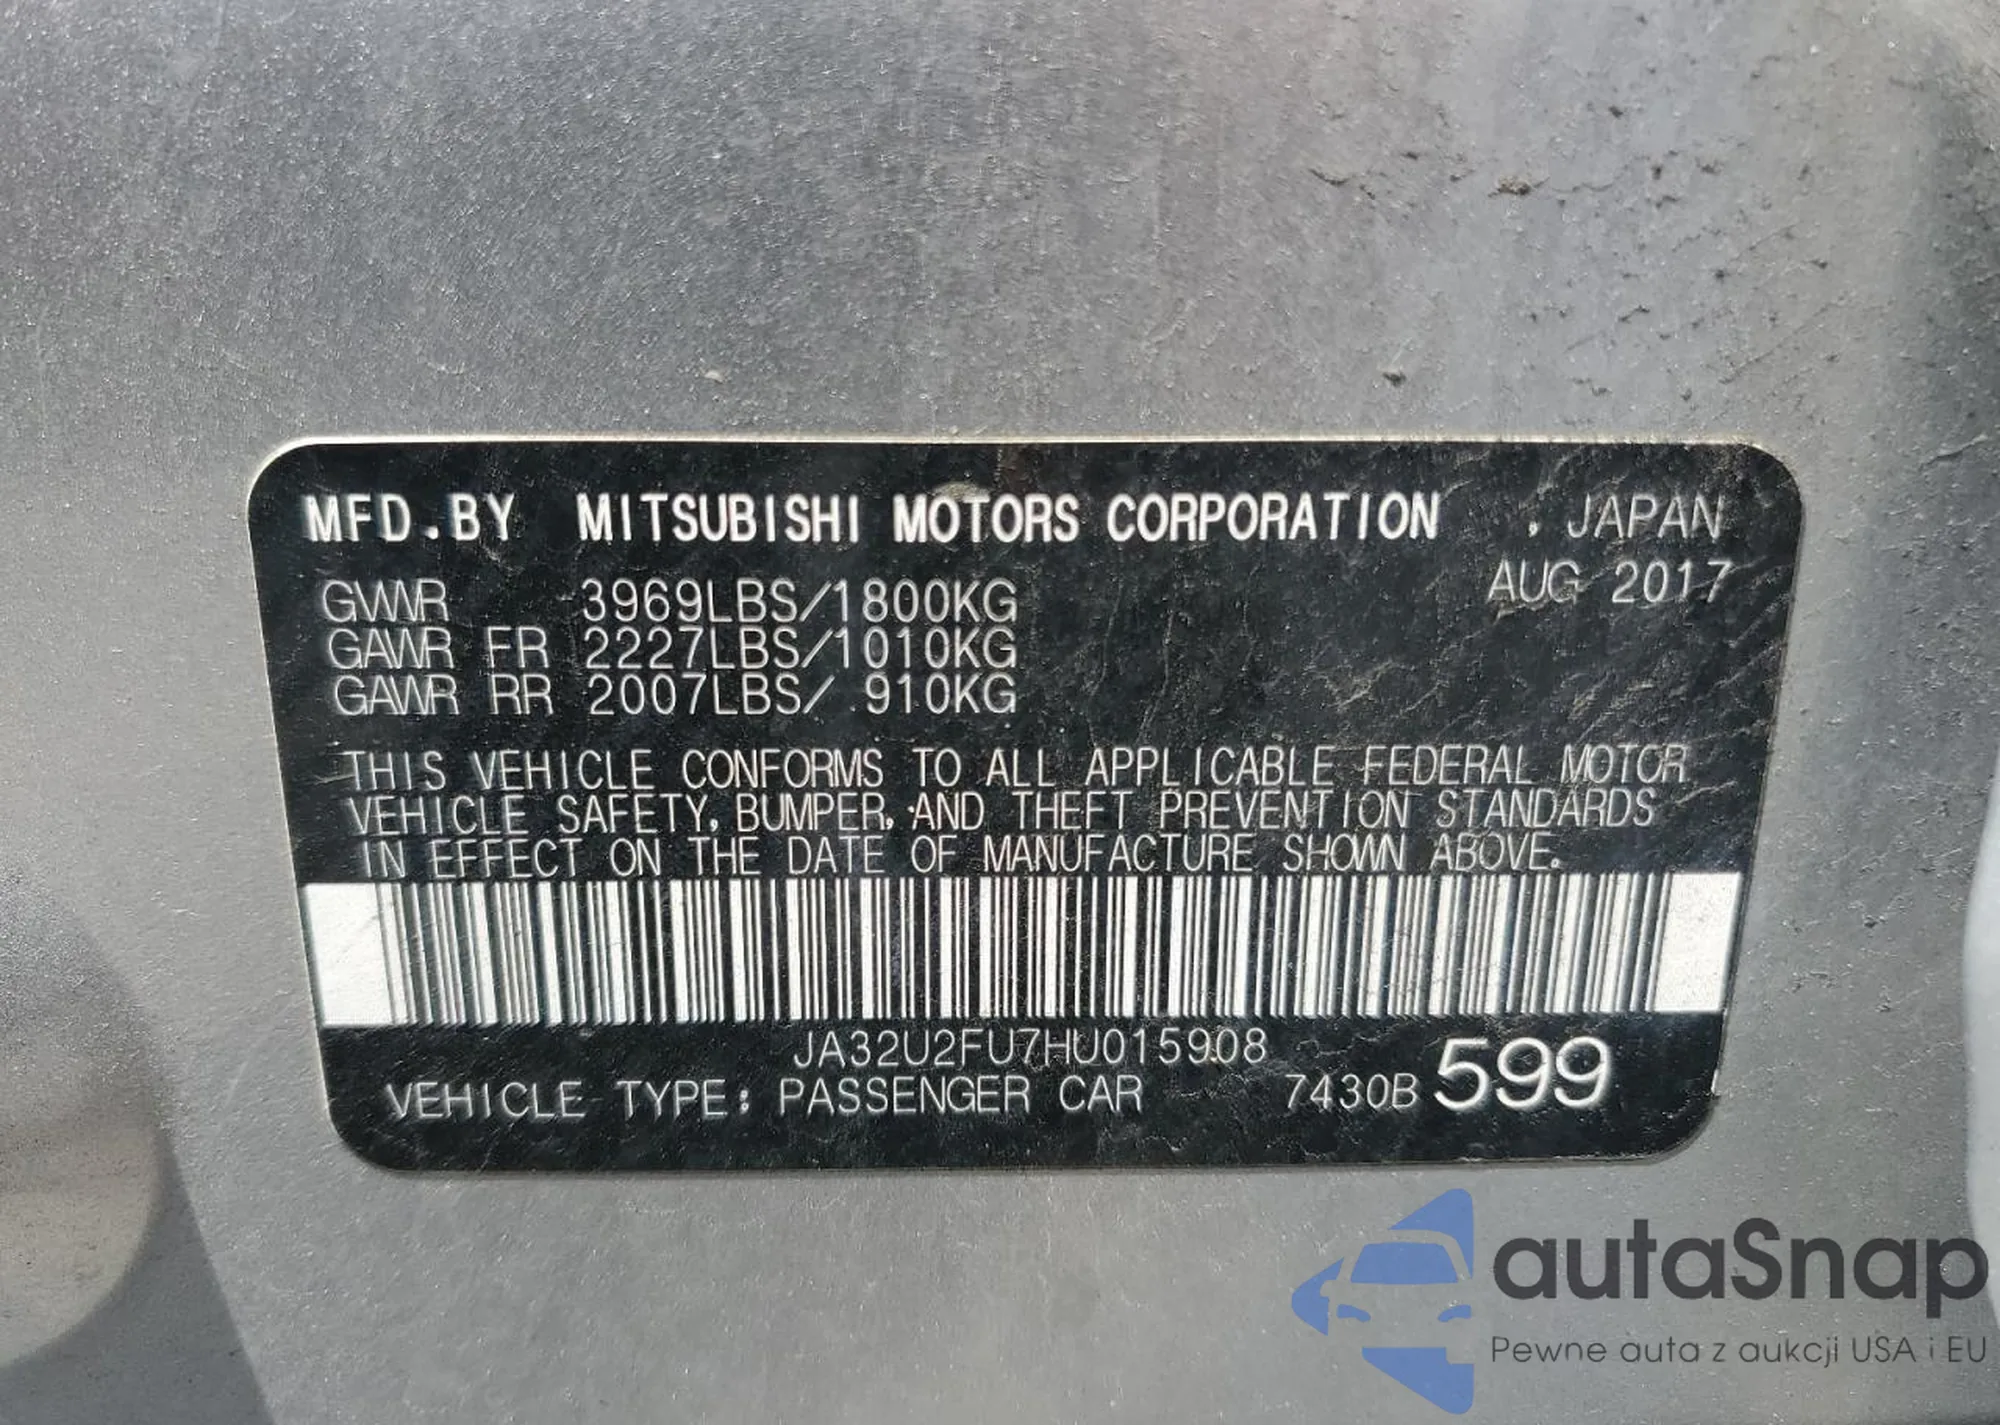 MFD.BY MITSUBISHI MOTORS CORPORATION , JAPAN
AUG 2017
GVWR 3969LBS/1800KG
GAWR FR 2227LBS/1010KG
GAWR RR 2007LBS/ 910KG
THIS VEHICLE CONFORMS TO ALL APPLICABLE FEDERAL MOTOR
VEHICLE SAFETY, BUMPER, AND THEFT PREVENTION STANDARDS
IN EFFECT ON THE DATE OF MANUFACTURE SHOWN ABOVE.
JA32U2FU7HU015908
VEHICLE TYPE: PASSENGER CAR 7430B 599
autaSnap
Pewne auta z aukcji USA i EU